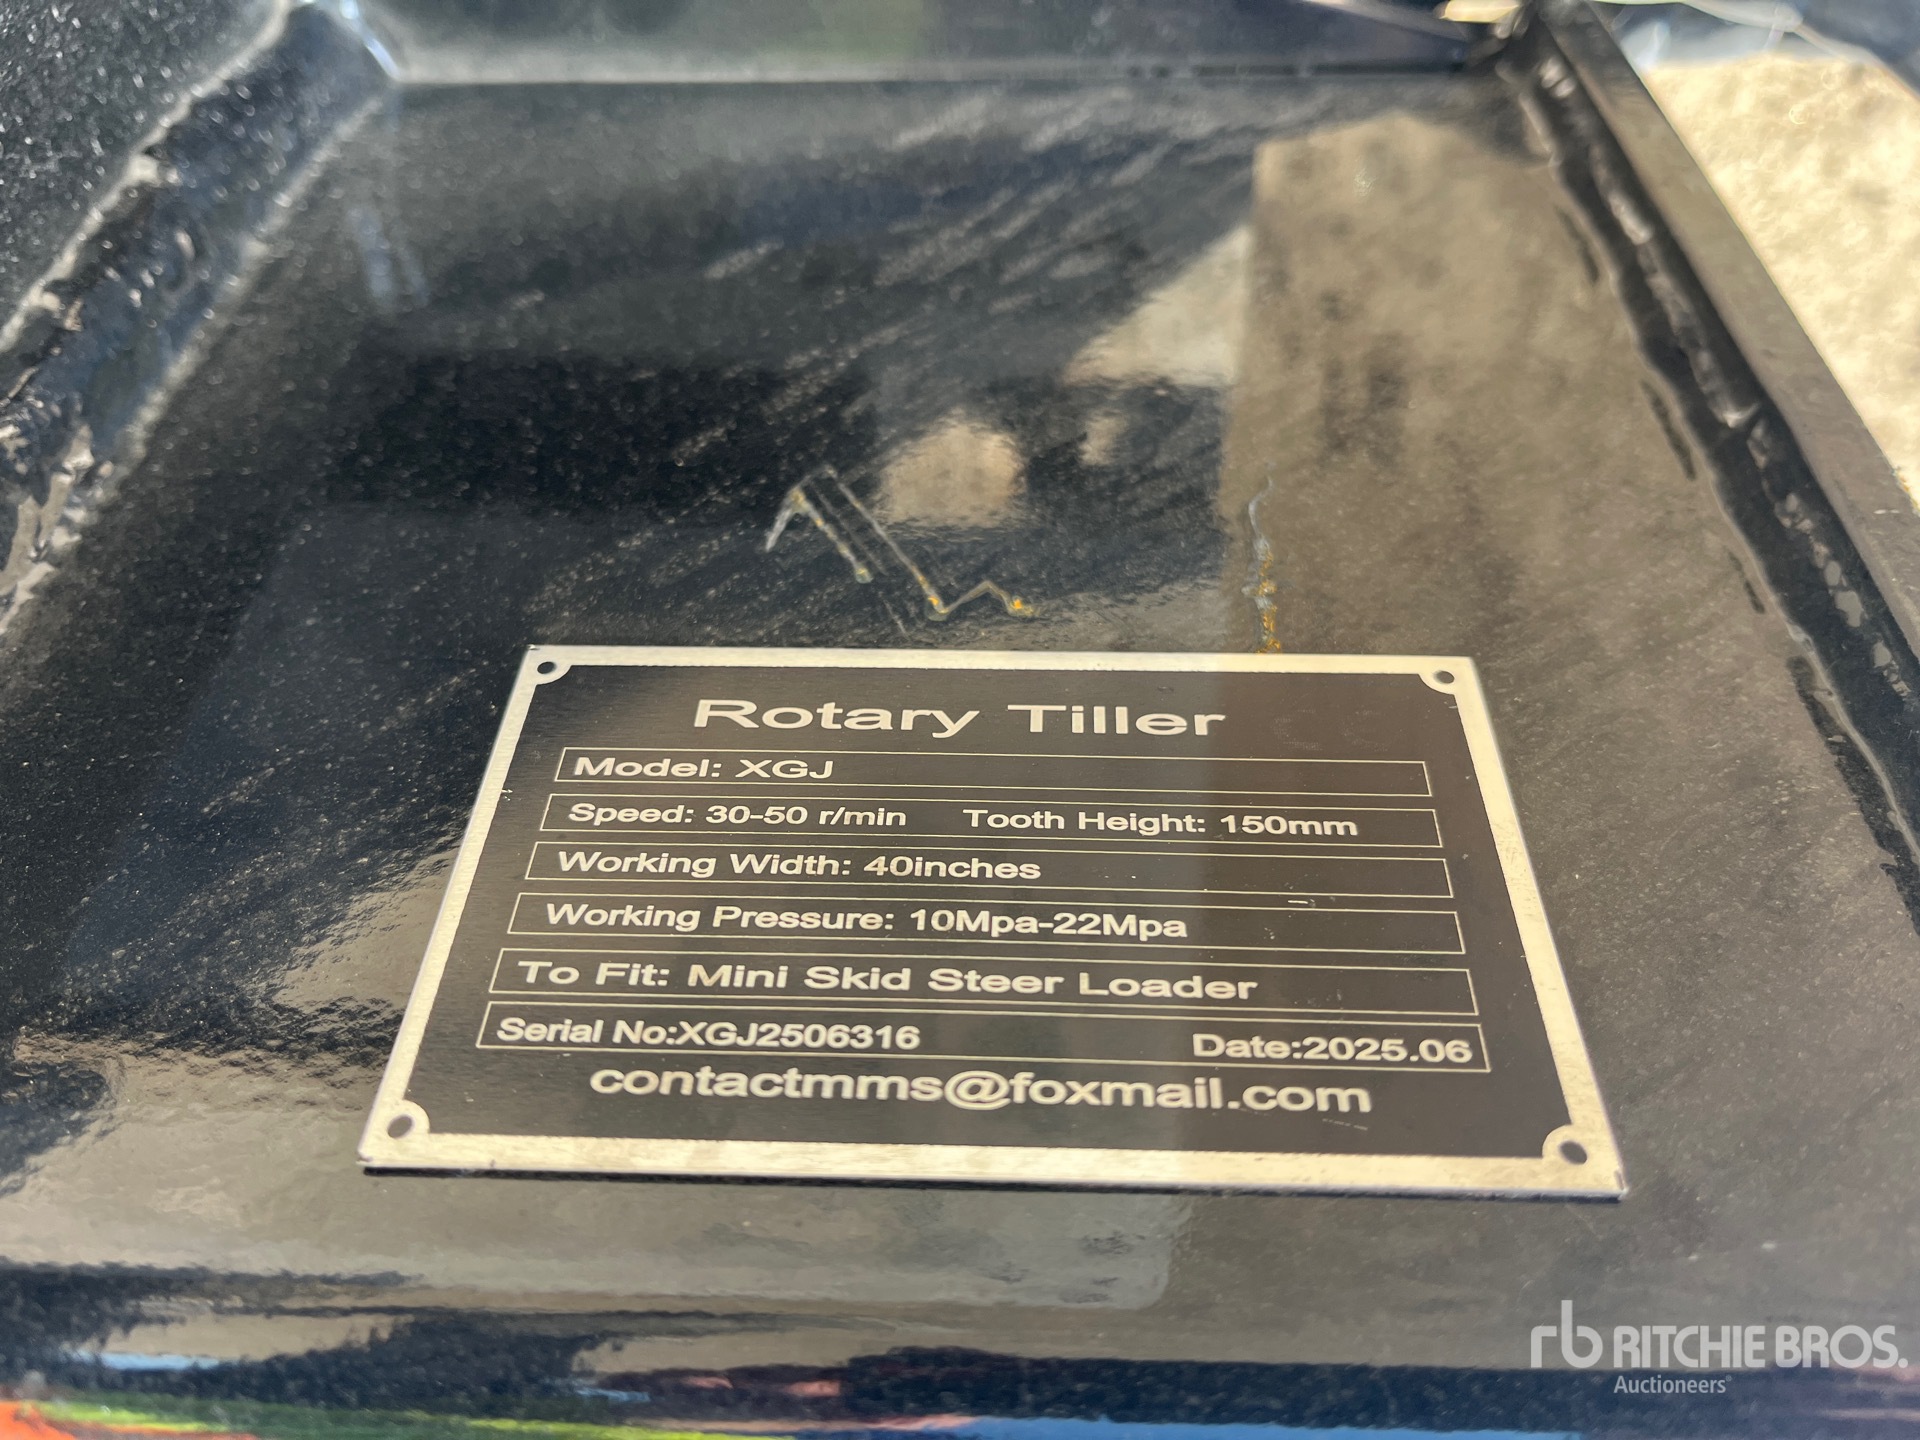 Rotary Tiller
Model: XGJ
Speed: 30-50 r/min Tooth Height: 150mm
Working Width: 40inches
Working Pressure: 10Mpa-22Mpa
To Fit: Mini Skid Steer Loader
Serial No:XGJ2506316 Date:2025.06
contactmms@foxmail.com
rb RITCHIE BROS.
Auctioneers